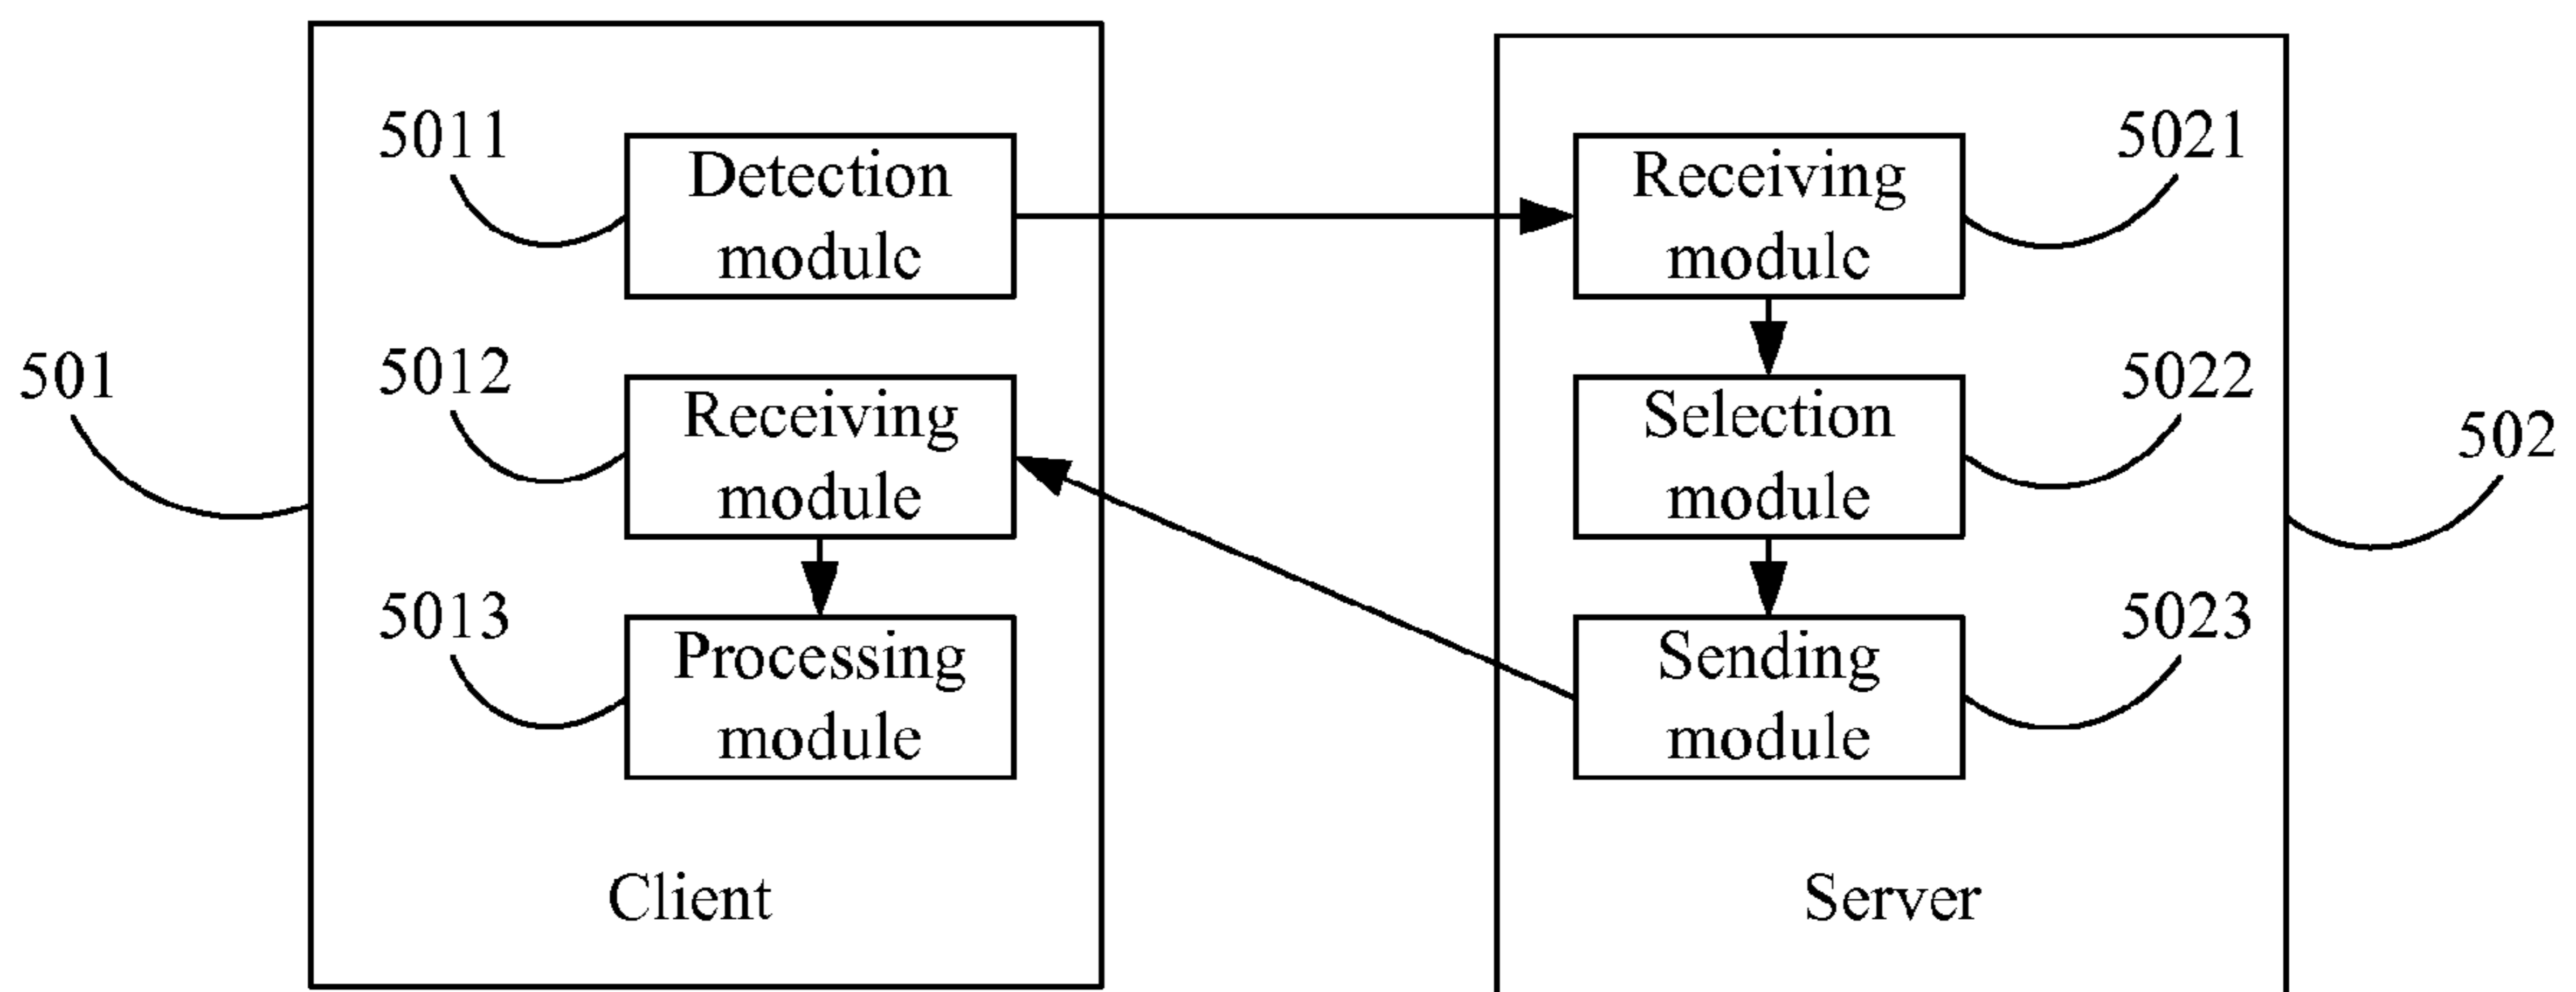 5011
Detection
module
5021
Receiving
module
501
5012
Receiving
module
5022
Selection
module
502
5013
Processing
module
5023
Sending
module
Client
Server